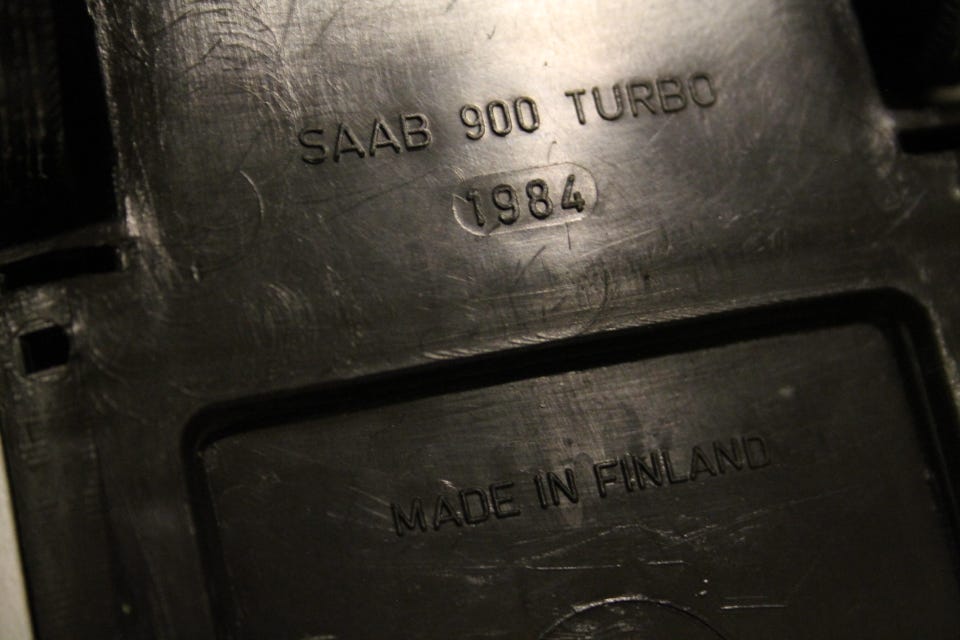 SAAB 900 TURBO
1984
MADE IN FINLAND